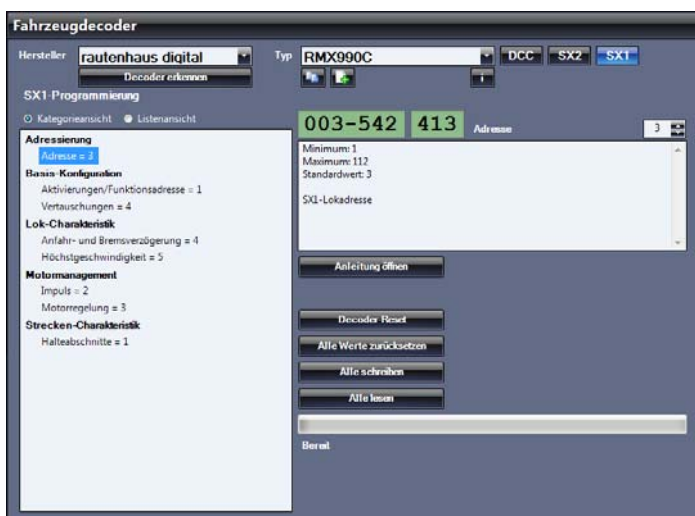 Fahrzeugdecoder
Hersteller rautenhaus digital Typ RMX990C DCC SX2 SX1
Decoder erkennen i
SX1-Programmierung
Kategorieansicht Listenansicht
003-542 413 Adresse 3
Adressierung
Adresse = 3
Basis-Konfiguration
Aktivierungen/Funktionsadresse = 1
Vertauschungen = 4
Lok-Charakteristik
Anfahr- und Bremsverzögerung = 4
Höchstgeschwindigkeit = 5
Motormanagement
Impuls = 2
Motorregelung = 3
Strecken-Charakteristik
Halteabschnitte = 1
Minimum: 1
Maximum: 112
Standardwert: 3
SX1-Lokadresse
Anleitung öffnen
Decoder Reset
Alle Werte zurücksetzen
Alle schreiben
Alle lesen
Bereit